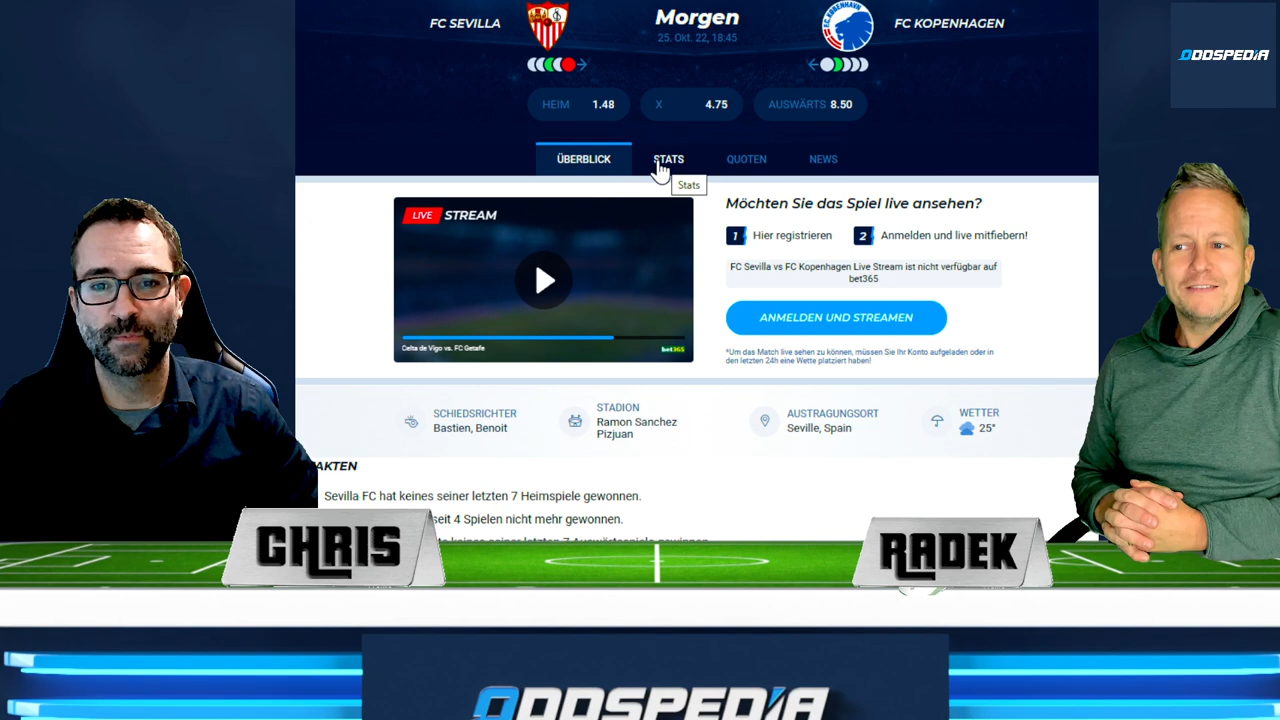 FC SEVILLA
Morgen
25. Okt. 22, 18:45
FC KOPENHAGEN
ODDSPEDIA
HEIM 1.48
X 4.75
AUSWÄRTS 8.50
ÜBERBLICK
STATS
QUOTEN
NEWS
Stats
LIVE STREAM
Celta de Vigo vs. FC Getafe
bet365
Möchten Sie das Spiel live ansehen?
1 Hier registrieren
2 Anmelden und live mitfiebern!
FC Sevilla vs FC Kopenhagen Live Stream ist nicht verfügbar auf
bet365
ANMELDEN UND STREAMEN
*Um das Match live sehen zu können, müssen Sie Ihr Konto aufgeladen oder in
den letzten 24h eine Wette platziert haben!
SCHIEDSRICHTER
Bastien, Benoit
STADION
Ramon Sanchez
Pizjuan
AUSTRAGUNGSORT
Seville, Spain
WETTER
25°
AKTEN
Sevilla FC hat keines seiner letzten 7 Heimspiele gewonnen.
seit 4 Spielen nicht mehr gewonnen.
keines seiner letzten 7 Auswärtsspiele gewinnen
CHRIS
RADEK
ODDSPEDIA